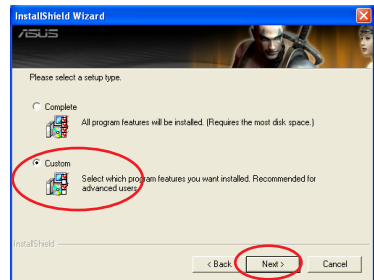 InstallShield Wizard
ASUS
Please select a setup type.
Complete
All program features will be installed. (Requires the most disk space.)
Custom
Select which program features you want installed. Recommended for
advanced users.
InstallShield
< Back
Next >
Cancel